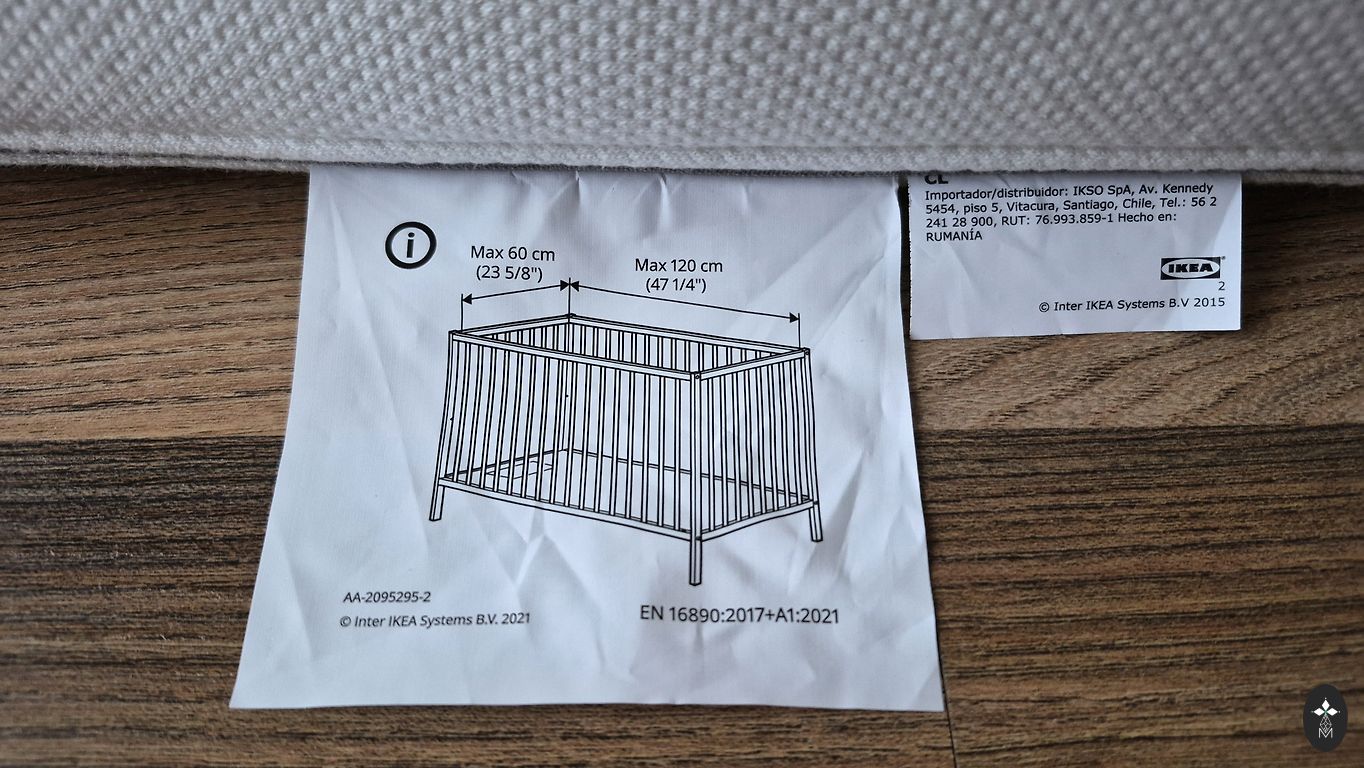 i
Max 60 cm
(23 5/8")
Max 120 cm
(47 1/4")
AA-2095295-2
© Inter IKEA Systems B.V. 2021
EN 16890:2017+A1:2021
CL
Importador/distribuidor: IKSO SpA, Av. Kennedy
5454, piso 5, Vitacura, Santiago, Chile, Tel.: 56 2
241 28 900, RUT: 76.993.859-1 Hecho en:
RUMANÍA
IKEA®
2
© Inter IKEA Systems B.V 2015
M